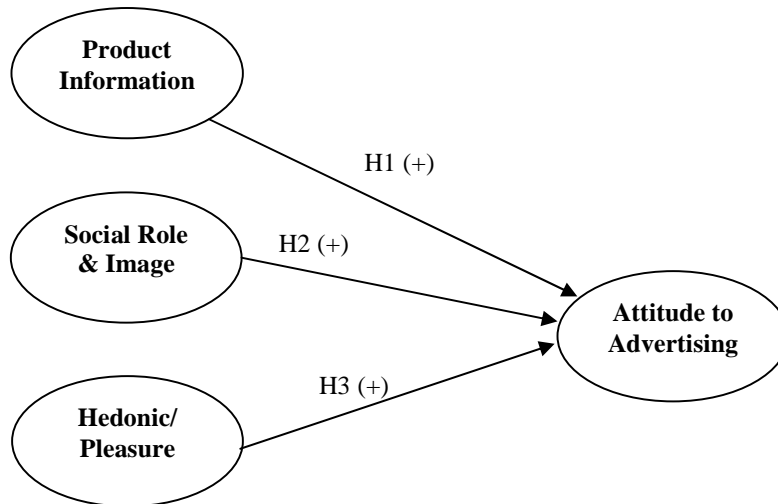 Product
Information
H1 (+)
Social Role
& Image
H2 (+)
Attitude to
Advertising
H3 (+)
Hedonic/
Pleasure